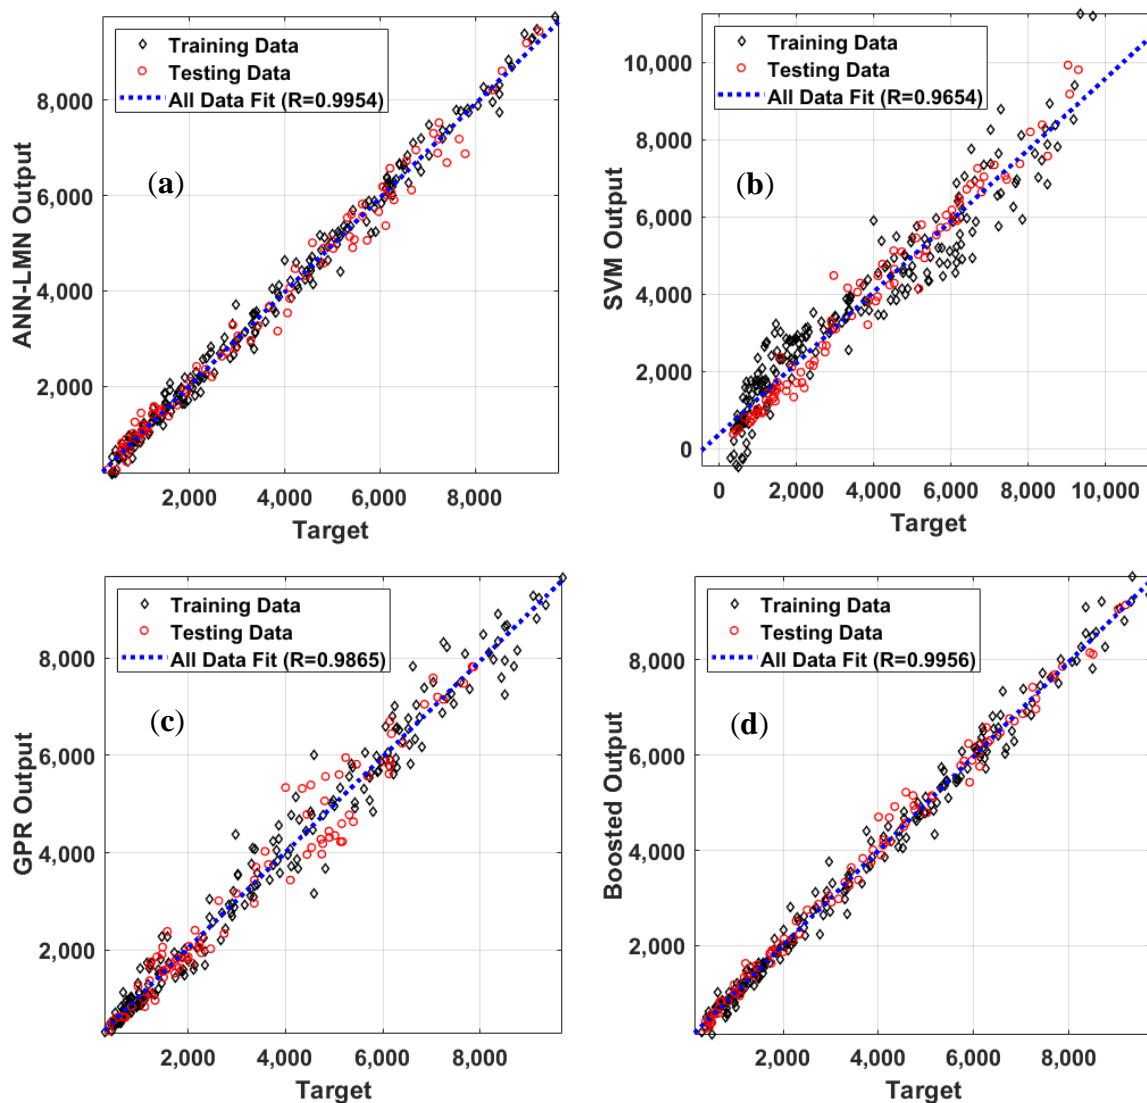 Training Data
Testing Data
All Data Fit (R=0.9954)
(a)
ANN-LMN Output
8,000
6,000
4,000
2,000
2,000 4,000 6,000 8,000
Target
Training Data
Testing Data
All Data Fit (R=0.9654)
(b)
SVM Output
10,000
8,000
6,000
4,000
2,000
0
0 2,000 4,000 6,000 8,000 10,000
Target
Training Data
Testing Data
All Data Fit (R=0.9865)
(c)
GPR Output
8,000
6,000
4,000
2,000
2,000 4,000 6,000 8,000
Target
Training Data
Testing Data
All Data Fit (R=0.9956)
(d)
Boosted Output
8,000
6,000
4,000
2,000
2,000 4,000 6,000 8,000
Target